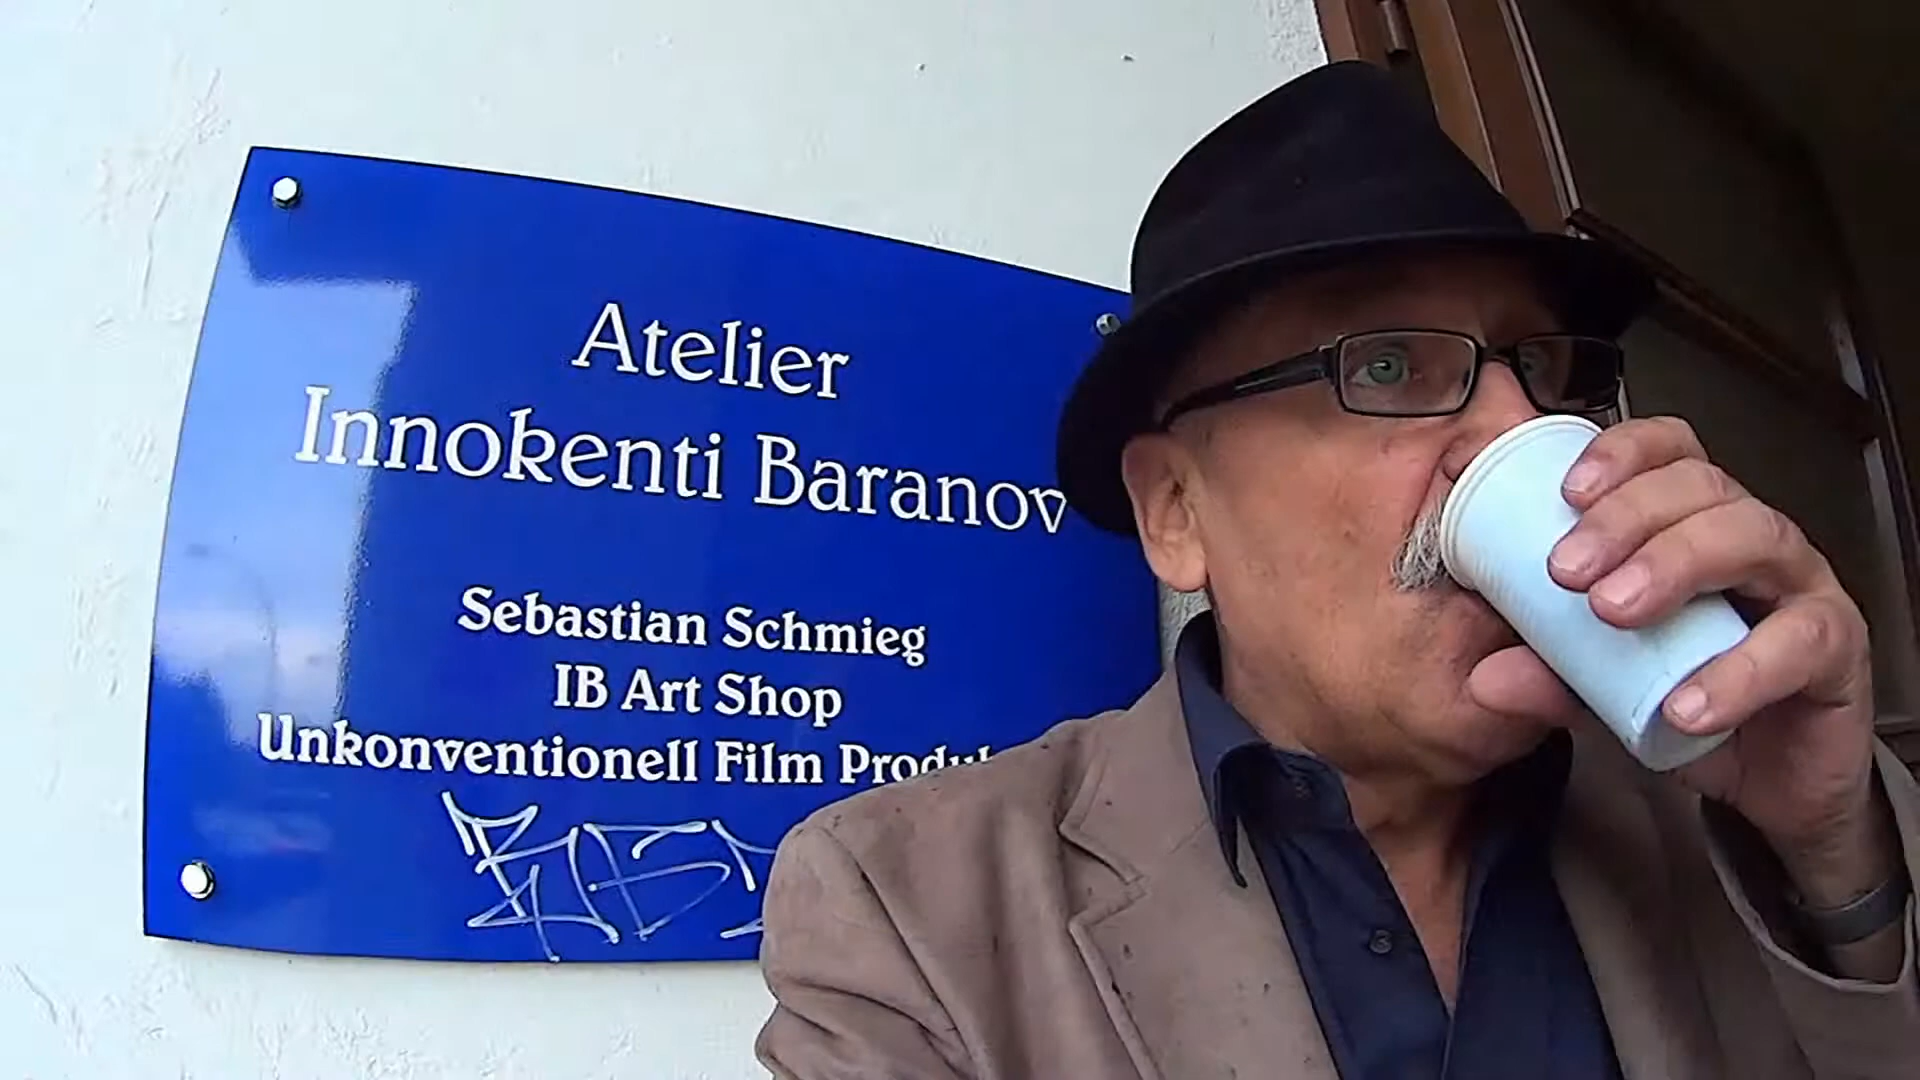 Atelier
Innokenti Baranov
Sebastian Schmieg
IB Art Shop
Unkonventionell Film